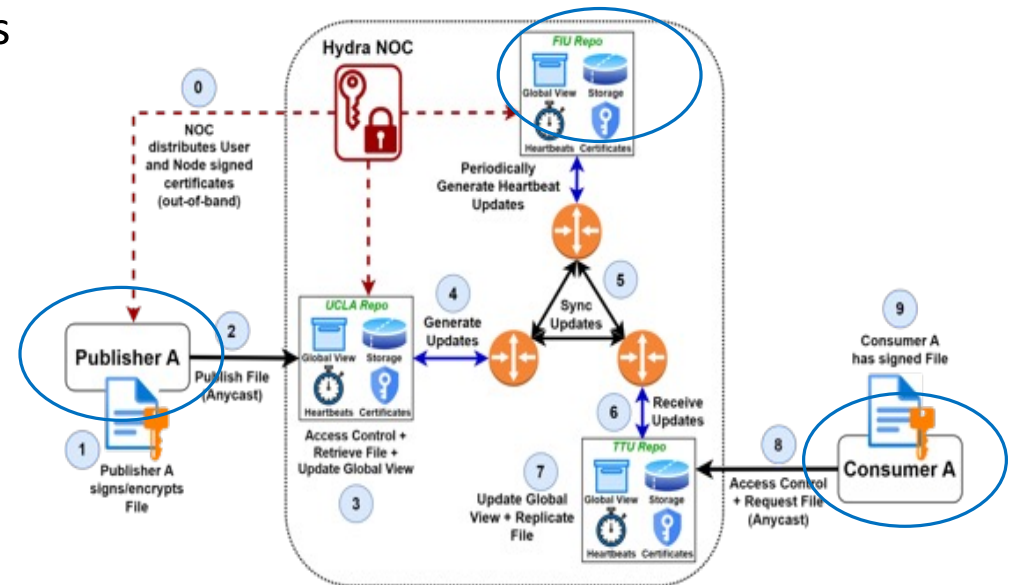 s
Hydra NOC
0
NOC
distributes User
and Node signed
certificates
(out-of-band)
FIU Repo
Global View Storage
Heartbeats Certificates
Periodically
Generate Heartbeat
Updates
5
Sync
Updates
4
Generate
Updates
UCLA Repo
Global View Storage
Heartbeats Certificates
Access Control +
Retrieve File +
Update Global View
3
Publisher A
2
Publish File
(Anycast)
1
Publisher A
signs/encrypts
File
6
Receive
Updates
TTU Repo
Global View Storage
Heartbeats Certificates
7
Update Global
View + Replicate
File
8
Access Control
+ Request File
(Anycast)
9
Consumer A
has signed File
Consumer A